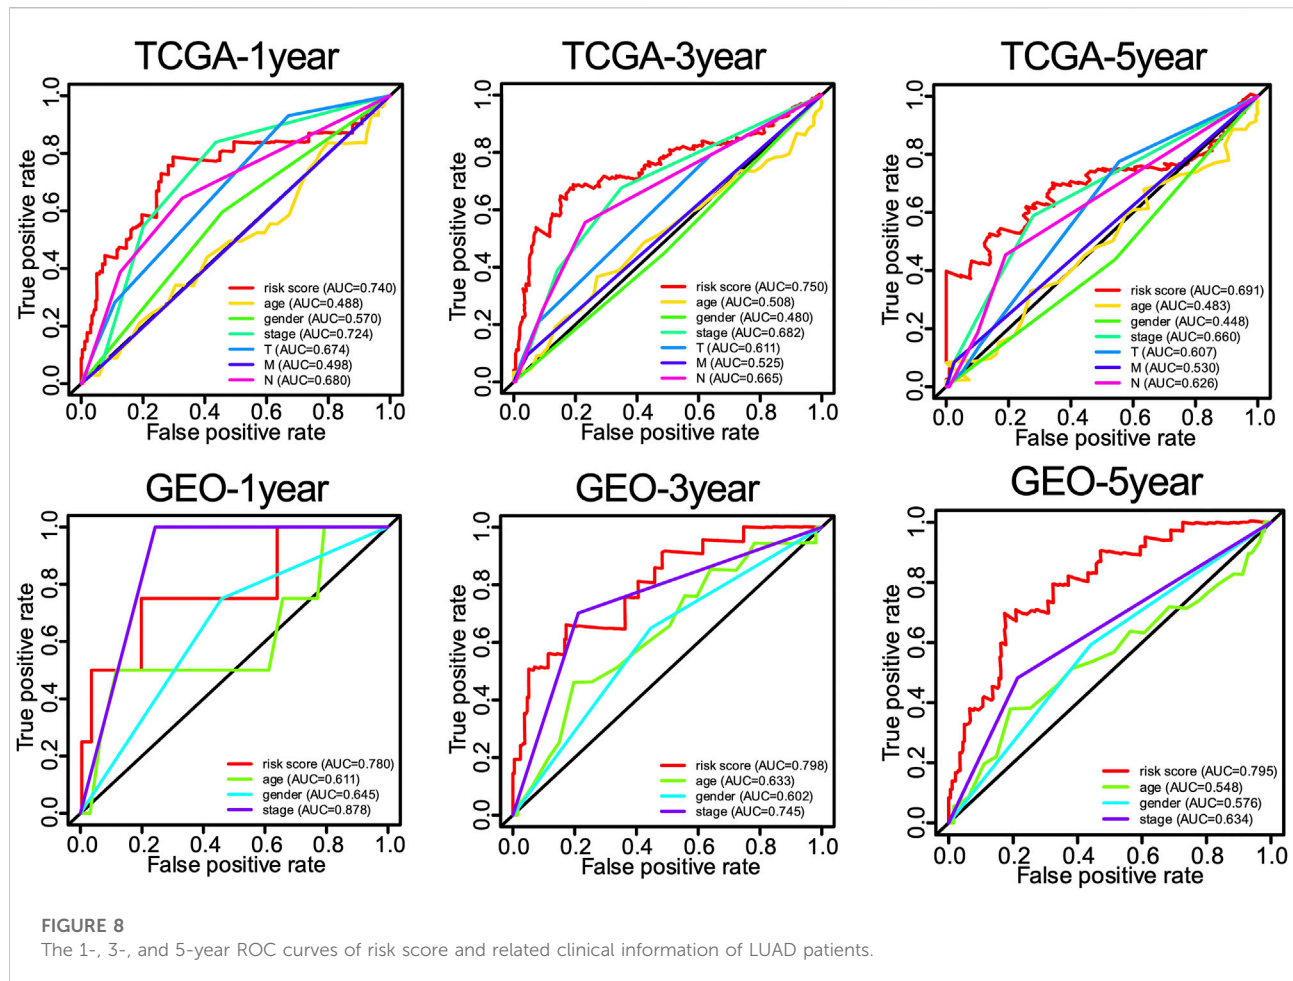 TCGA-1year
True positive rate
0.0 0.2 0.4 0.6 0.8 1.0
risk score (AUC=0.740)
age (AUC=0.488)
gender (AUC=0.570)
stage (AUC=0.724)
T (AUC=0.674)
M (AUC=0.498)
N (AUC=0.680)
0.0 0.2 0.4 0.6 0.8 1.0
False positive rate
TCGA-3year
True positive rate
0.0 0.2 0.4 0.6 0.8 1.0
risk score (AUC=0.750)
age (AUC=0.508)
gender (AUC=0.480)
stage (AUC=0.682)
T (AUC=0.611)
M (AUC=0.525)
N (AUC=0.665)
0.0 0.2 0.4 0.6 0.8 1.0
False positive rate
TCGA-5year
True positive rate
0.0 0.2 0.4 0.6 0.8 1.0
risk score (AUC=0.691)
age (AUC=0.483)
gender (AUC=0.448)
stage (AUC=0.660)
T (AUC=0.607)
M (AUC=0.530)
N (AUC=0.626)
0.0 0.2 0.4 0.6 0.8 1.0
False positive rate
GEO-1year
True positive rate
0.0 0.2 0.4 0.6 0.8 1.0
risk score (AUC=0.780)
age (AUC=0.611)
gender (AUC=0.645)
stage (AUC=0.878)
0.0 0.2 0.4 0.6 0.8 1.0
False positive rate
GEO-3year
True positive rate
0.0 0.2 0.4 0.6 0.8 1.0
risk score (AUC=0.798)
age (AUC=0.633)
gender (AUC=0.602)
stage (AUC=0.745)
0.0 0.2 0.4 0.6 0.8 1.0
False positive rate
GEO-5year
True positive rate
0.0 0.2 0.4 0.6 0.8 1.0
risk score (AUC=0.795)
age (AUC=0.548)
gender (AUC=0.576)
stage (AUC=0.634)
0.0 0.2 0.4 0.6 0.8 1.0
False positive rate
FIGURE 8
The 1-, 3-, and 5-year ROC curves of risk score and related clinical information of LUAD patients.